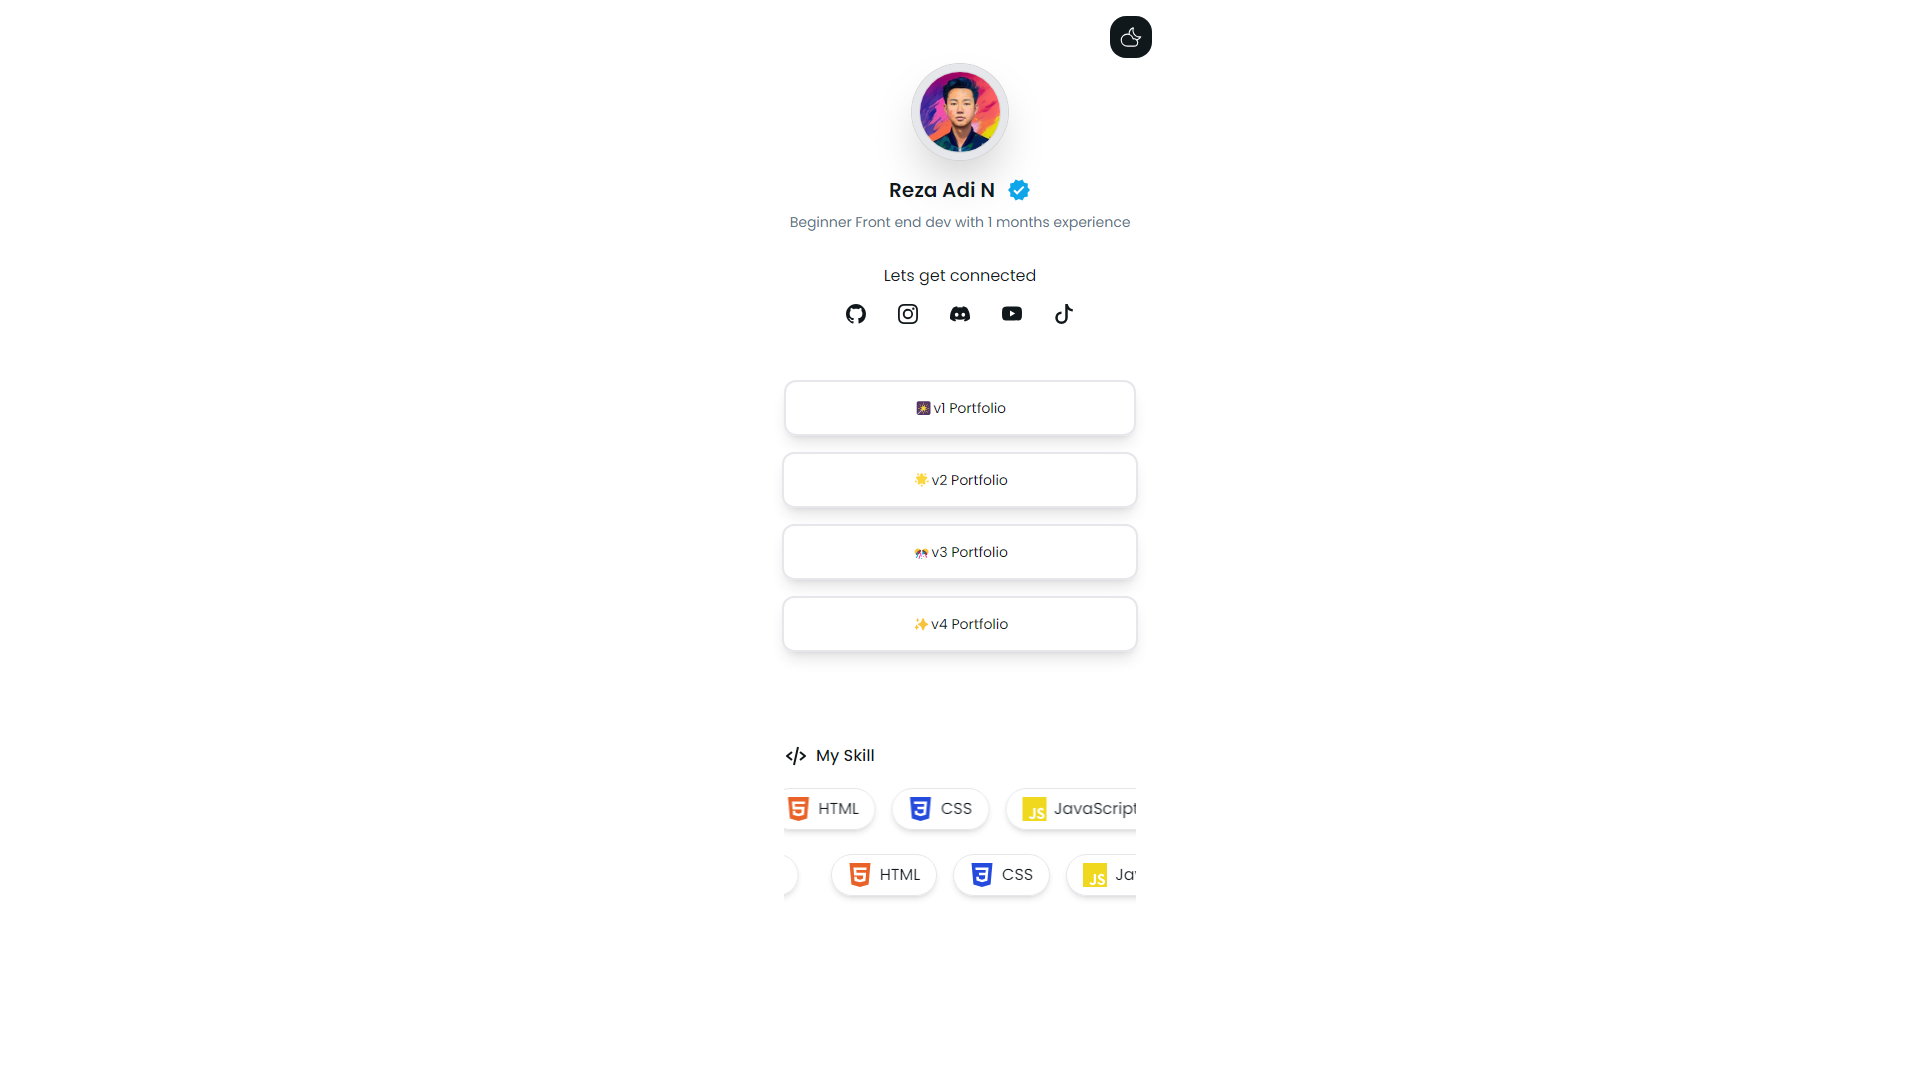 Reza Adi N
Beginner Front end dev with 1 months experience
Lets get connected
v1 Portfolio
v2 Portfolio
v3 Portfolio
✨ v4 Portfolio
</> My Skill
HTML CSS JS JavaScript
HTML CSS JS Jav